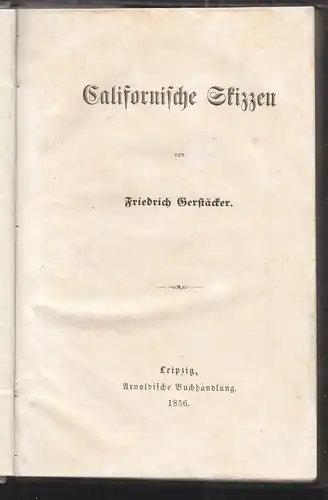 Californiſche Skizzen
von
Friedrich Gerſtäcker.
Leipzig,
Arnoldiſche Buchhandlung.
1856.